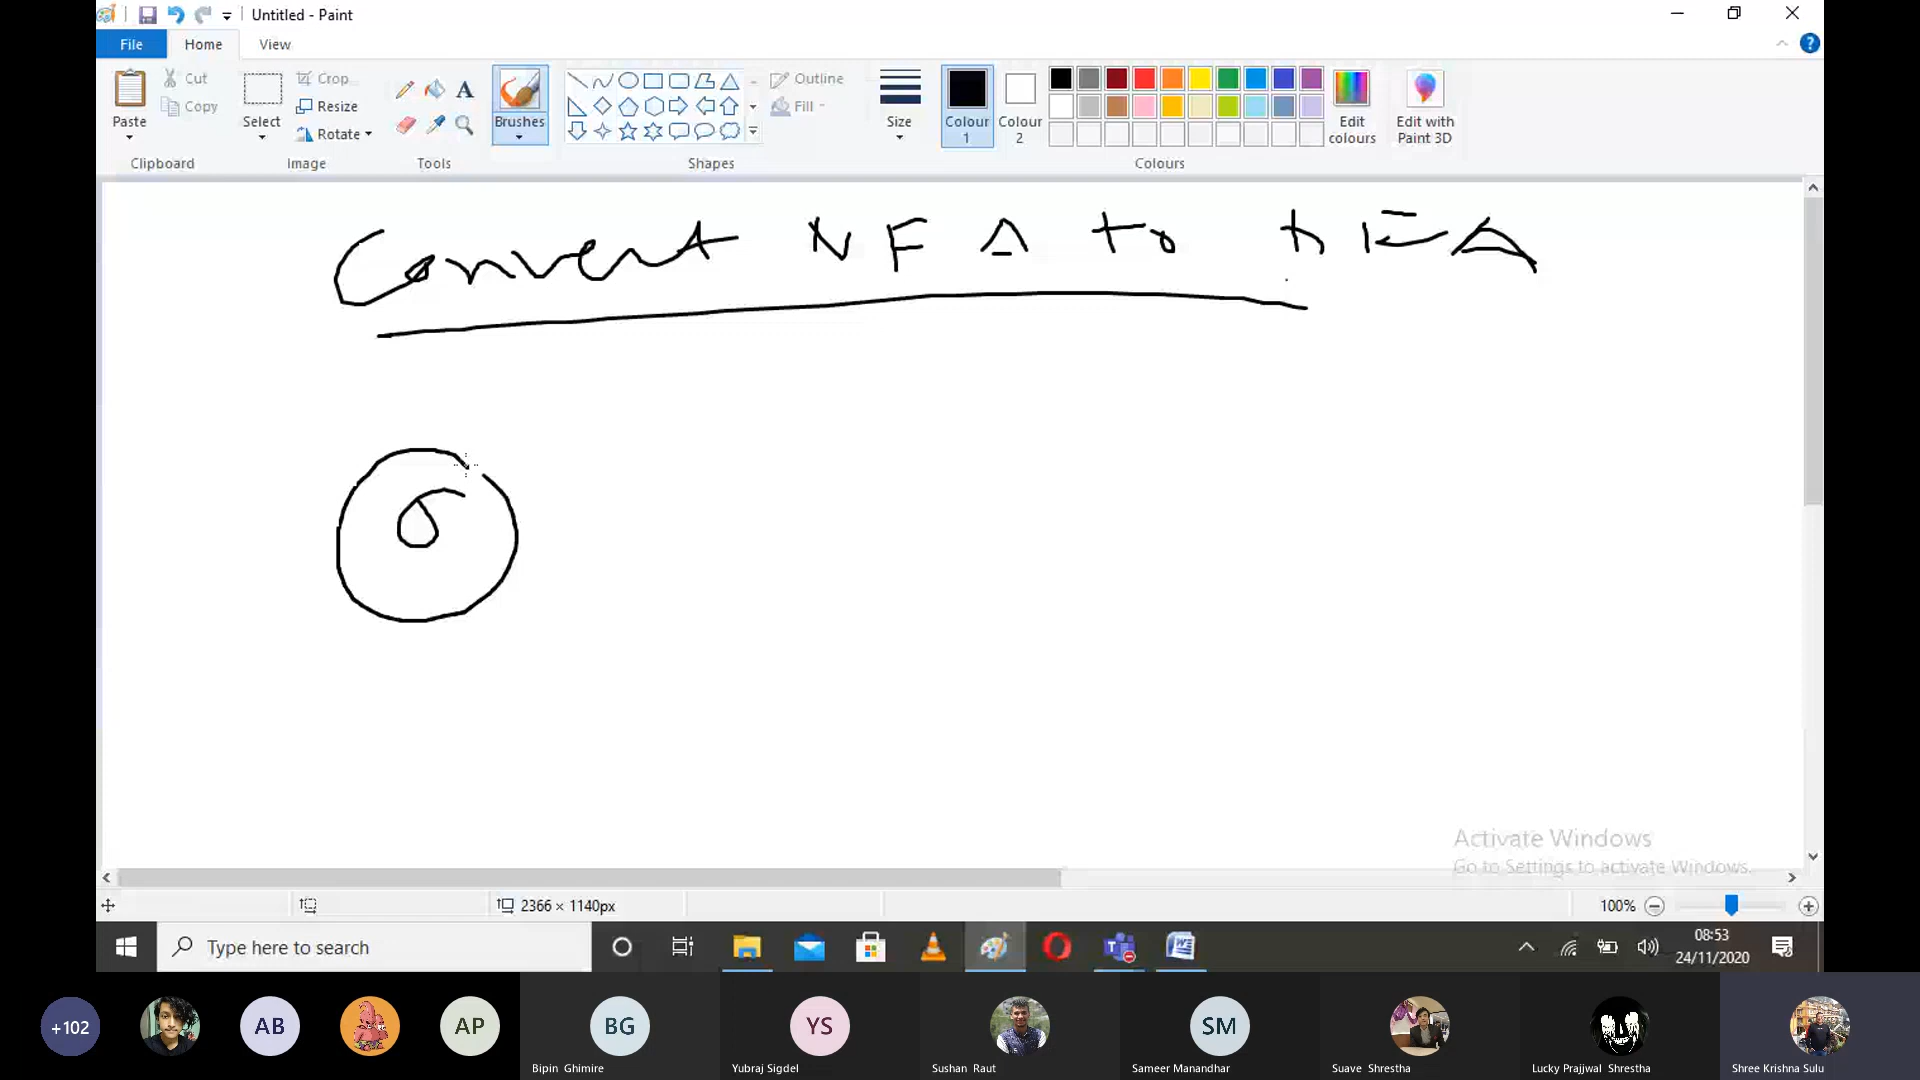 Untitled - Paint
File Home View
Paste
Cut
Copy
Clipboard
Select
Crop
Resize
Rotate
Image
Tools
Brushes
Shapes
Outline
Fill
Size
Colour 1
Colour 2
Edit colours
Edit with Paint 3D
Colours
Convert NFA to
Activate Windows
Go to Settings to activate Windows.
2366 × 1140px
100%
Type here to search
08:53
24/11/2020
+102 AB AP BG YS SM
Bipin Ghimire Yubraj Sigdel Sushan Raut Sameer Manandhar Suave Shrestha Lucky Prajjwal Shrestha Shree Krishna Sulu